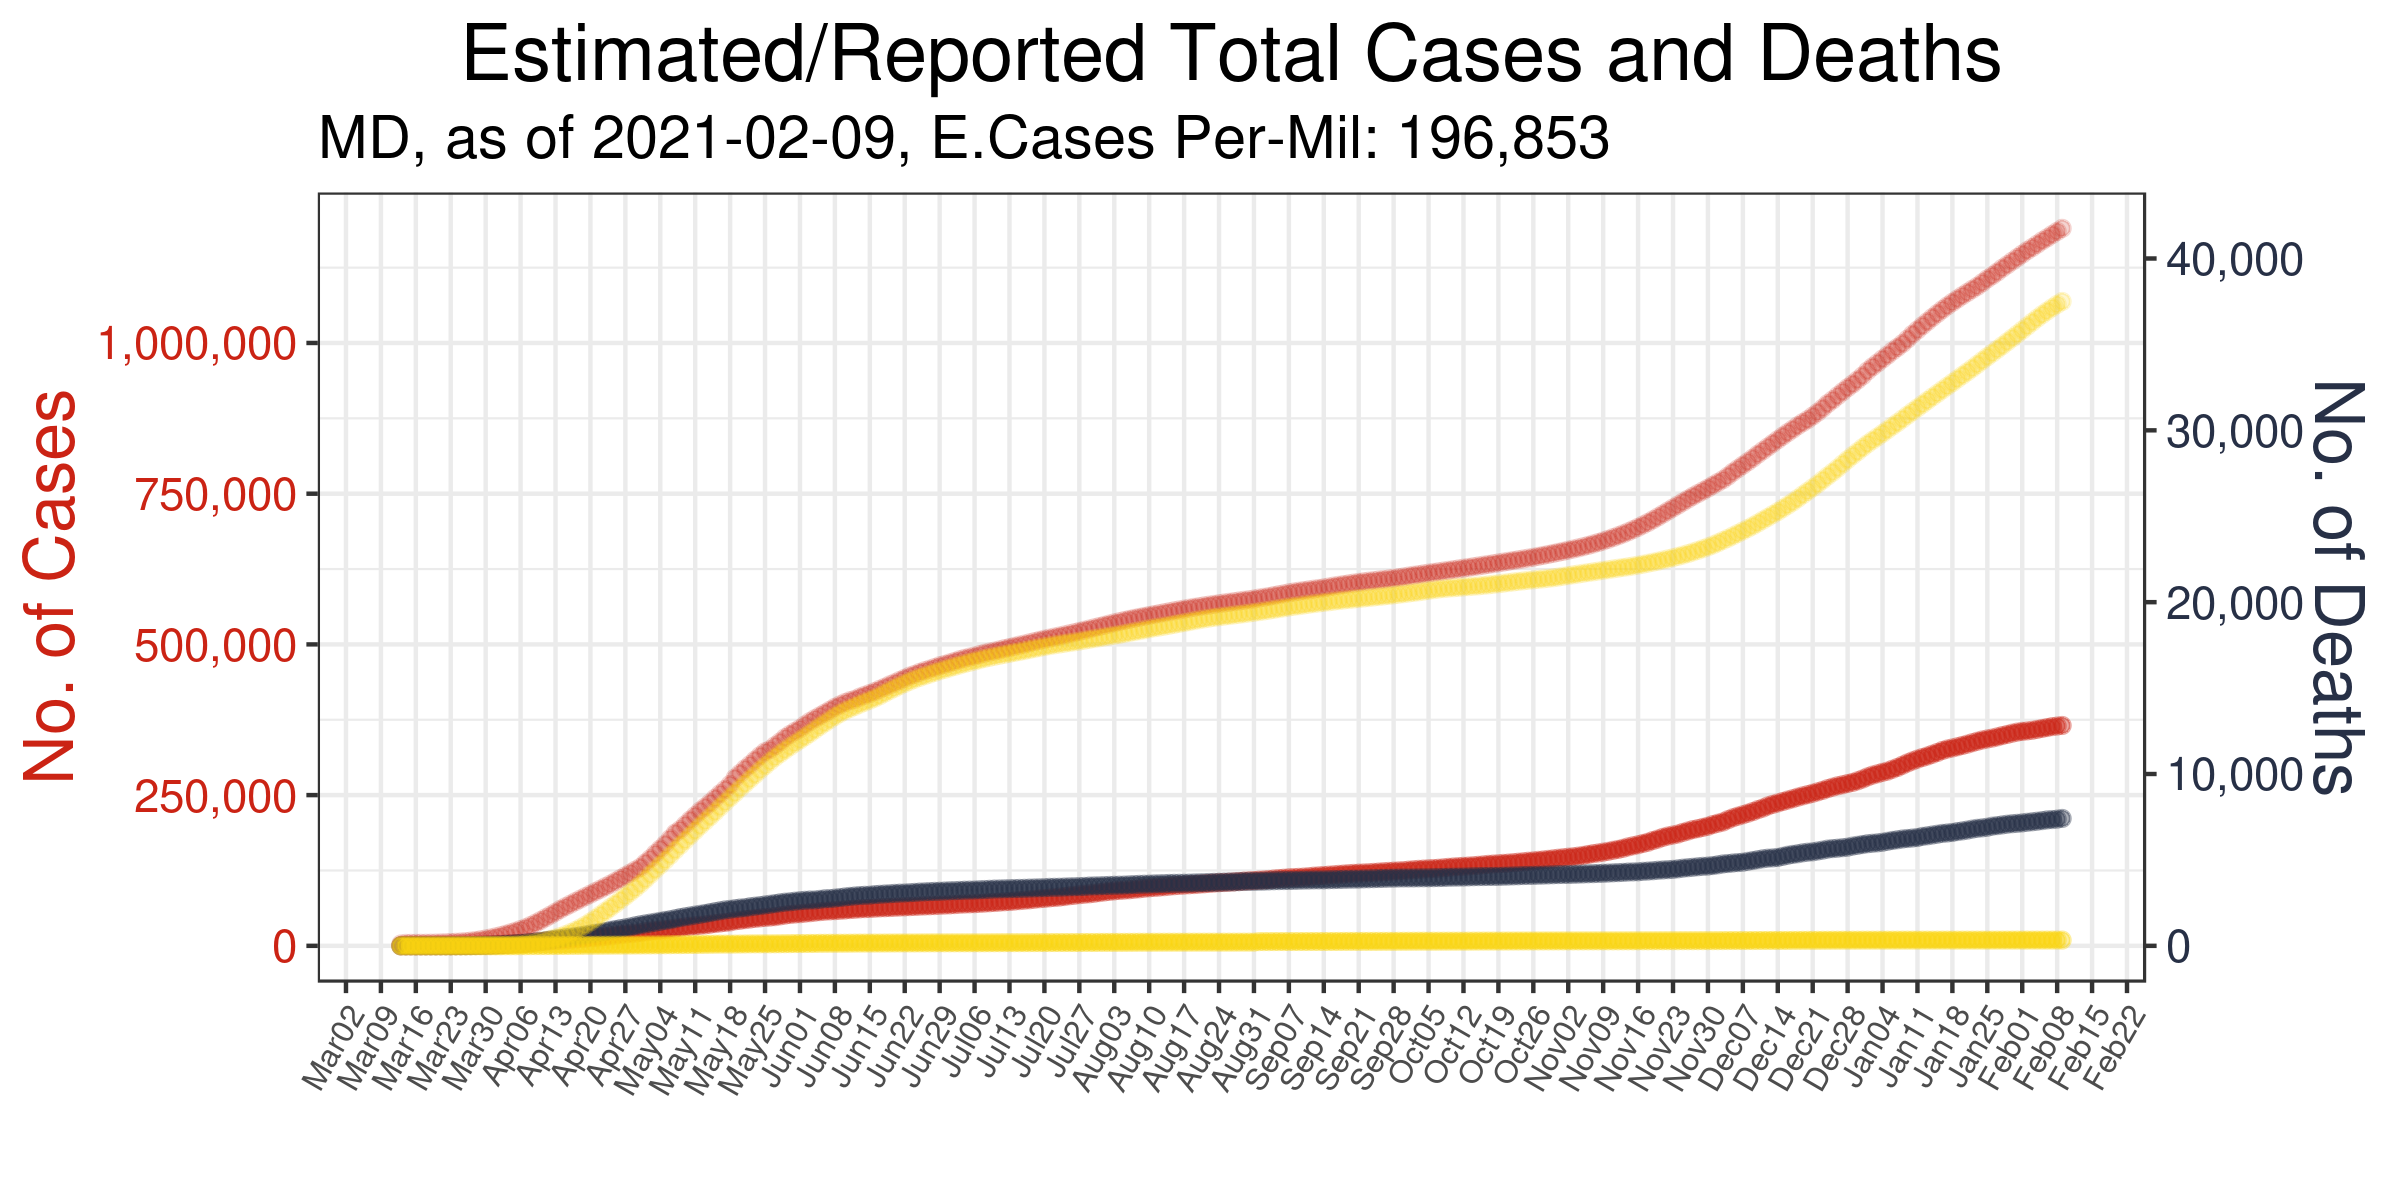 Estimated/Reported Total Cases and Deaths
MD, as of 2021-02-09, E.Cases Per-Mil: 196,853
No. of Cases
1,000,000
750,000
500,000
250,000
0
40,000
30,000
20,000
10,000
0
No. of Deaths
Mar02
Mar09
Mar16
Mar23
Mar30
Apr06
Apr13
Apr20
Apr27
May04
May11
May18
May25
Jun01
Jun08
Jun15
Jun22
Jun29
Jul06
Jul13
Jul20
Jul27
Aug03
Aug10
Aug17
Aug24
Aug31
Sep07
Sep14
Sep21
Sep28
Oct05
Oct12
Oct19
Oct26
Nov02
Nov09
Nov16
Nov23
Nov30
Dec07
Dec14
Dec21
Dec28
Jan04
Jan11
Jan18
Jan25
Feb01
Feb08
Feb15
Feb22